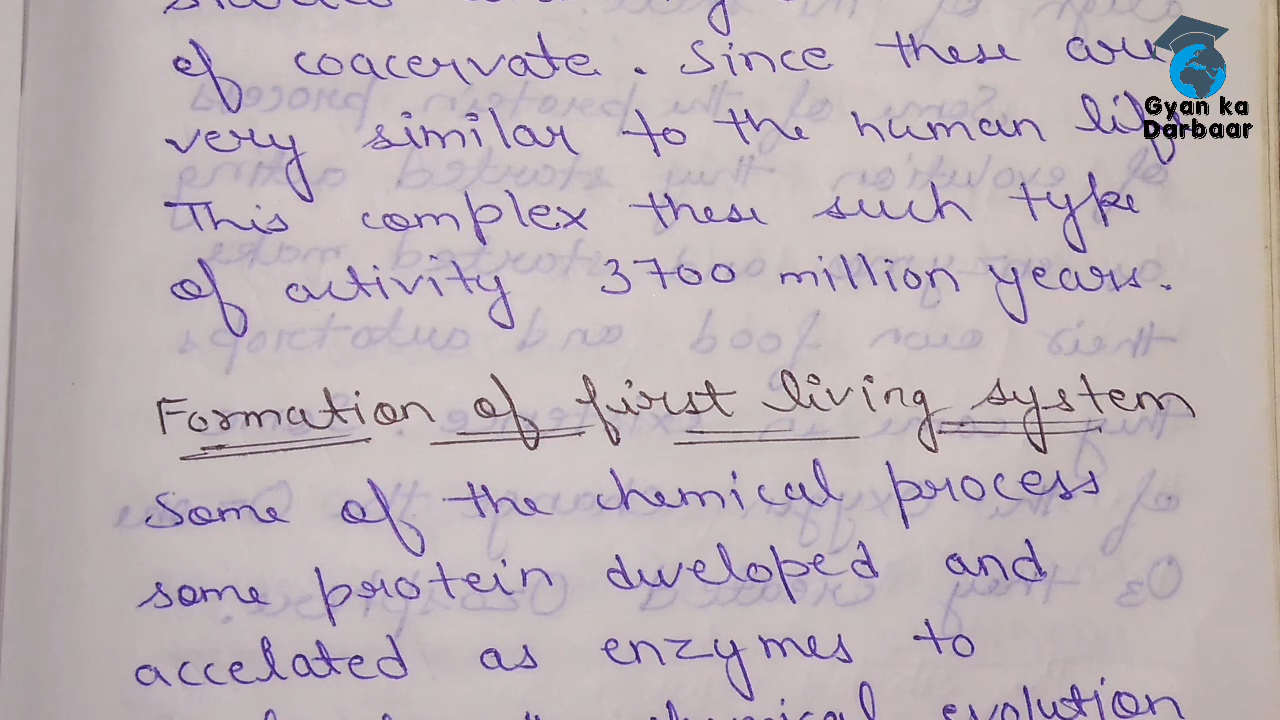 of coacervate. Since these are
very similar to the human lif
This complex these such type
of activity 3700 million years.
Formation of first living system
Some of the chemical process
some protein dweloped and
accelated as enzymes to
chemical evolution
Gyan ka
Darbaar